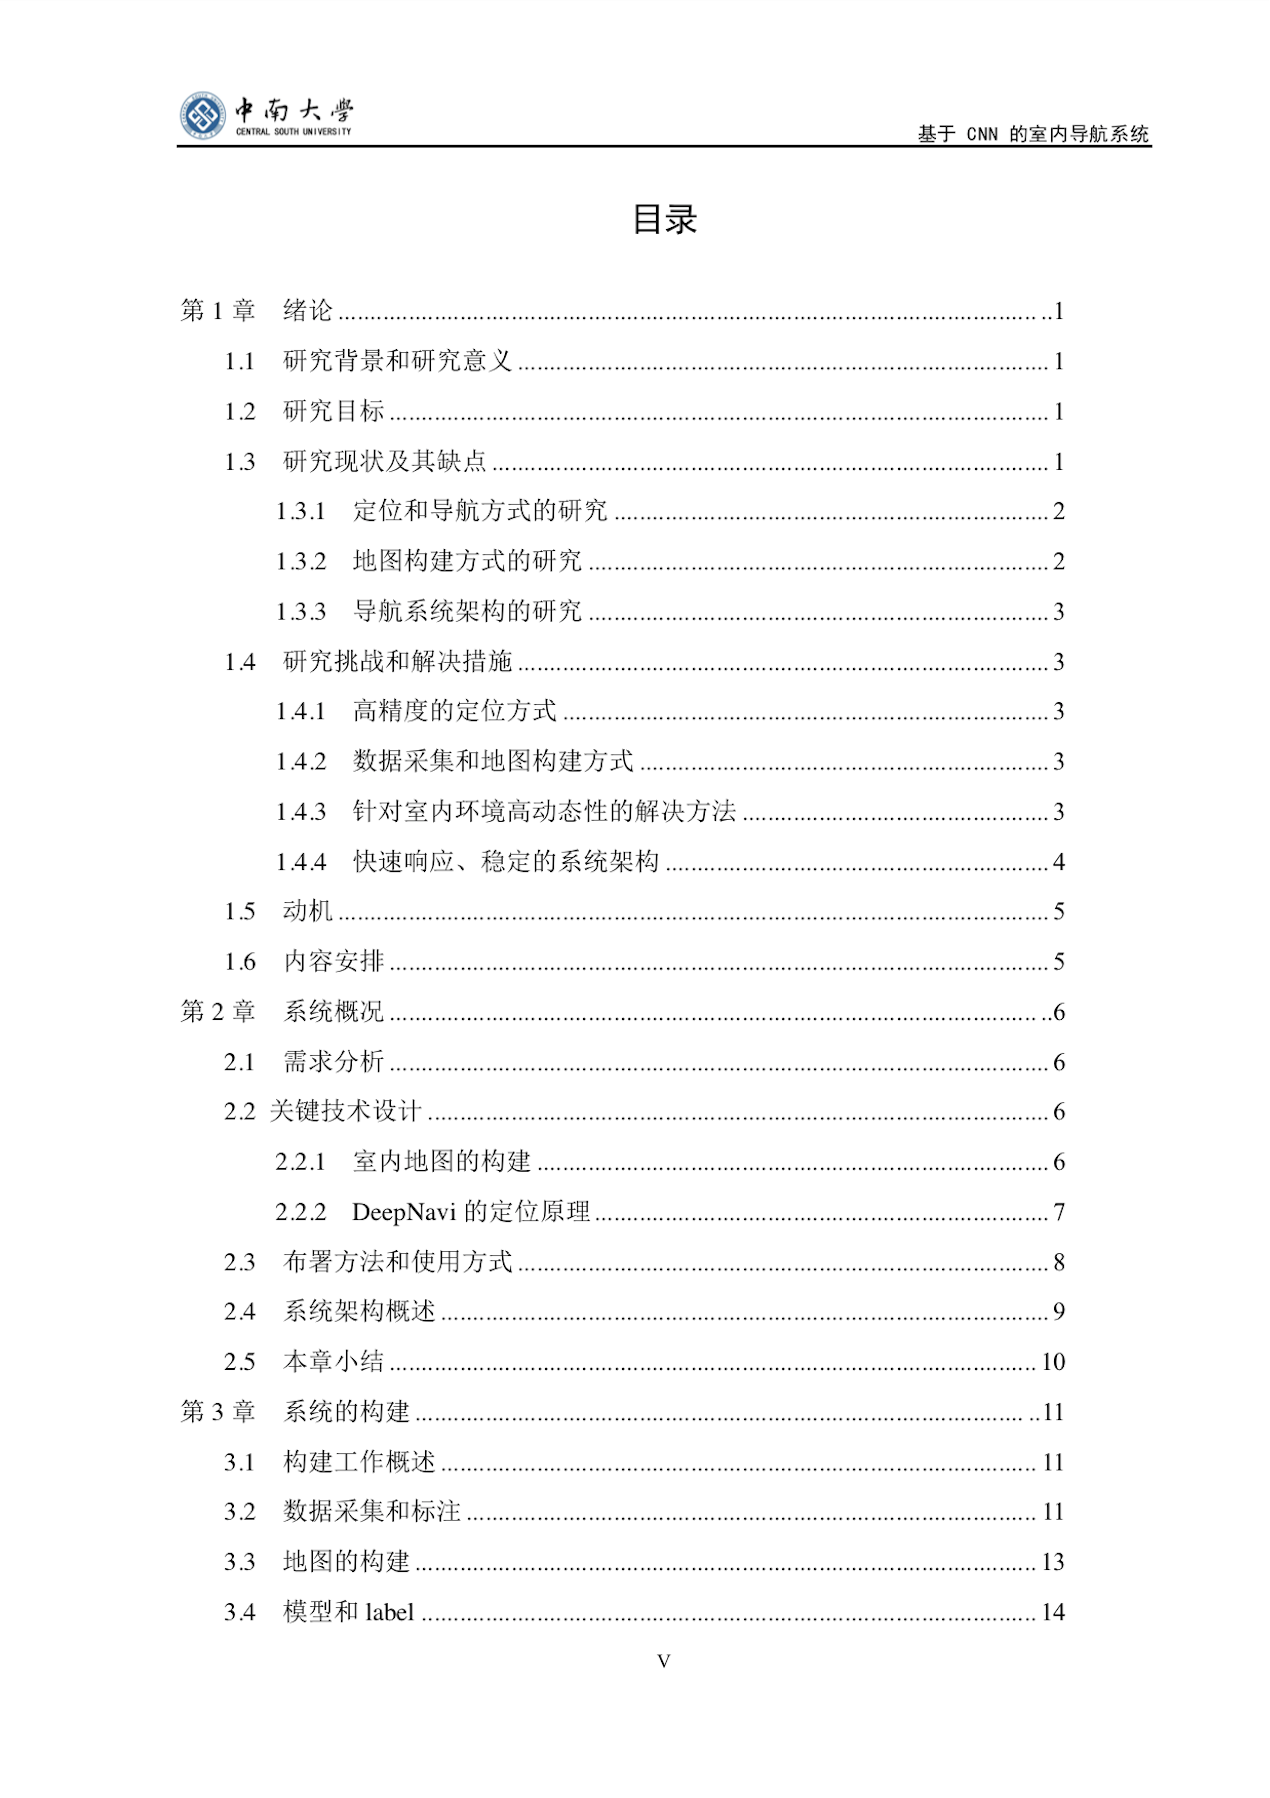 中南大学
CENTRAL SOUTH UNIVERSITY
基于 CNN 的室内导航系统
目录
第 1 章 绪论 ........ 1
1.1 研究背景和研究意义 ........ 1
1.2 研究目标 ........ 1
1.3 研究现状及其缺点 ........ 1
1.3.1 定位和导航方式的研究 ........ 2
1.3.2 地图构建方式的研究 ........ 2
1.3.3 导航系统架构的研究 ........ 3
1.4 研究挑战和解决措施 ........ 3
1.4.1 高精度的定位方式 ........ 3
1.4.2 数据采集和地图构建方式 ........ 3
1.4.3 针对室内环境高动态性的解决方法 ........ 3
1.4.4 快速响应、稳定的系统架构 ........ 4
1.5 动机 ........ 5
1.6 内容安排 ........ 5
第 2 章 系统概况 ........ 6
2.1 需求分析 ........ 6
2.2 关键技术设计 ........ 6
2.2.1 室内地图的构建 ........ 6
2.2.2 DeepNavi 的定位原理 ........ 7
2.3 布署方法和使用方式 ........ 8
2.4 系统架构概述 ........ 9
2.5 本章小结 ........ 10
第 3 章 系统的构建 ........ 11
3.1 构建工作概述 ........ 11
3.2 数据采集和标注 ........ 11
3.3 地图的构建 ........ 13
3.4 模型和 label ........ 14
V